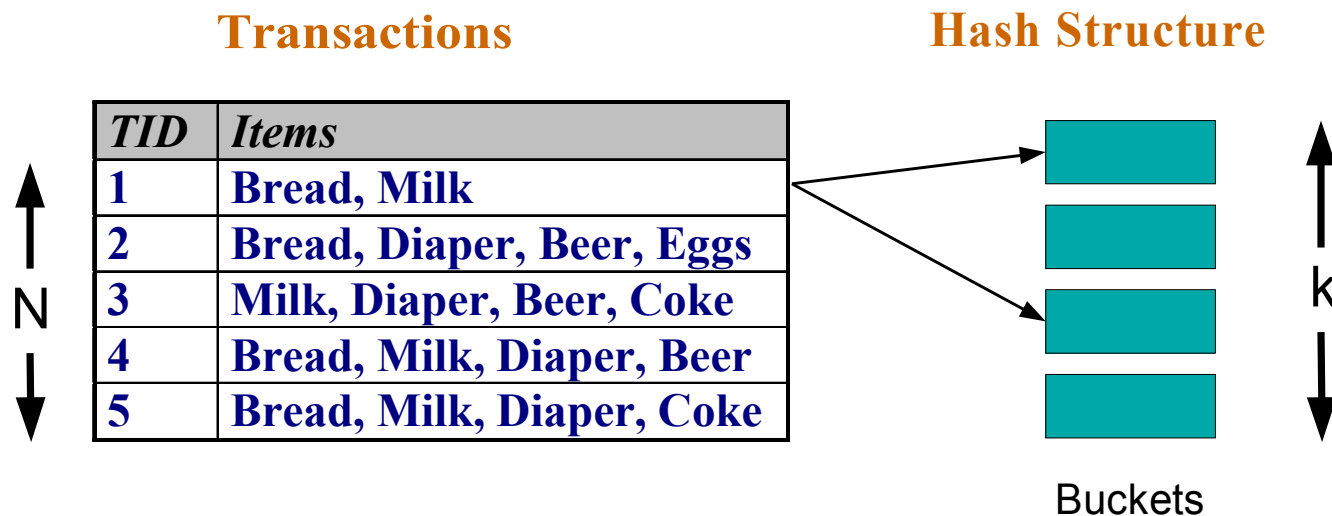 Transactions
Hash Structure
TID Items
1 Bread, Milk
2 Bread, Diaper, Beer, Eggs
3 Milk, Diaper, Beer, Coke
4 Bread, Milk, Diaper, Beer
5 Bread, Milk, Diaper, Coke
N
k
Buckets